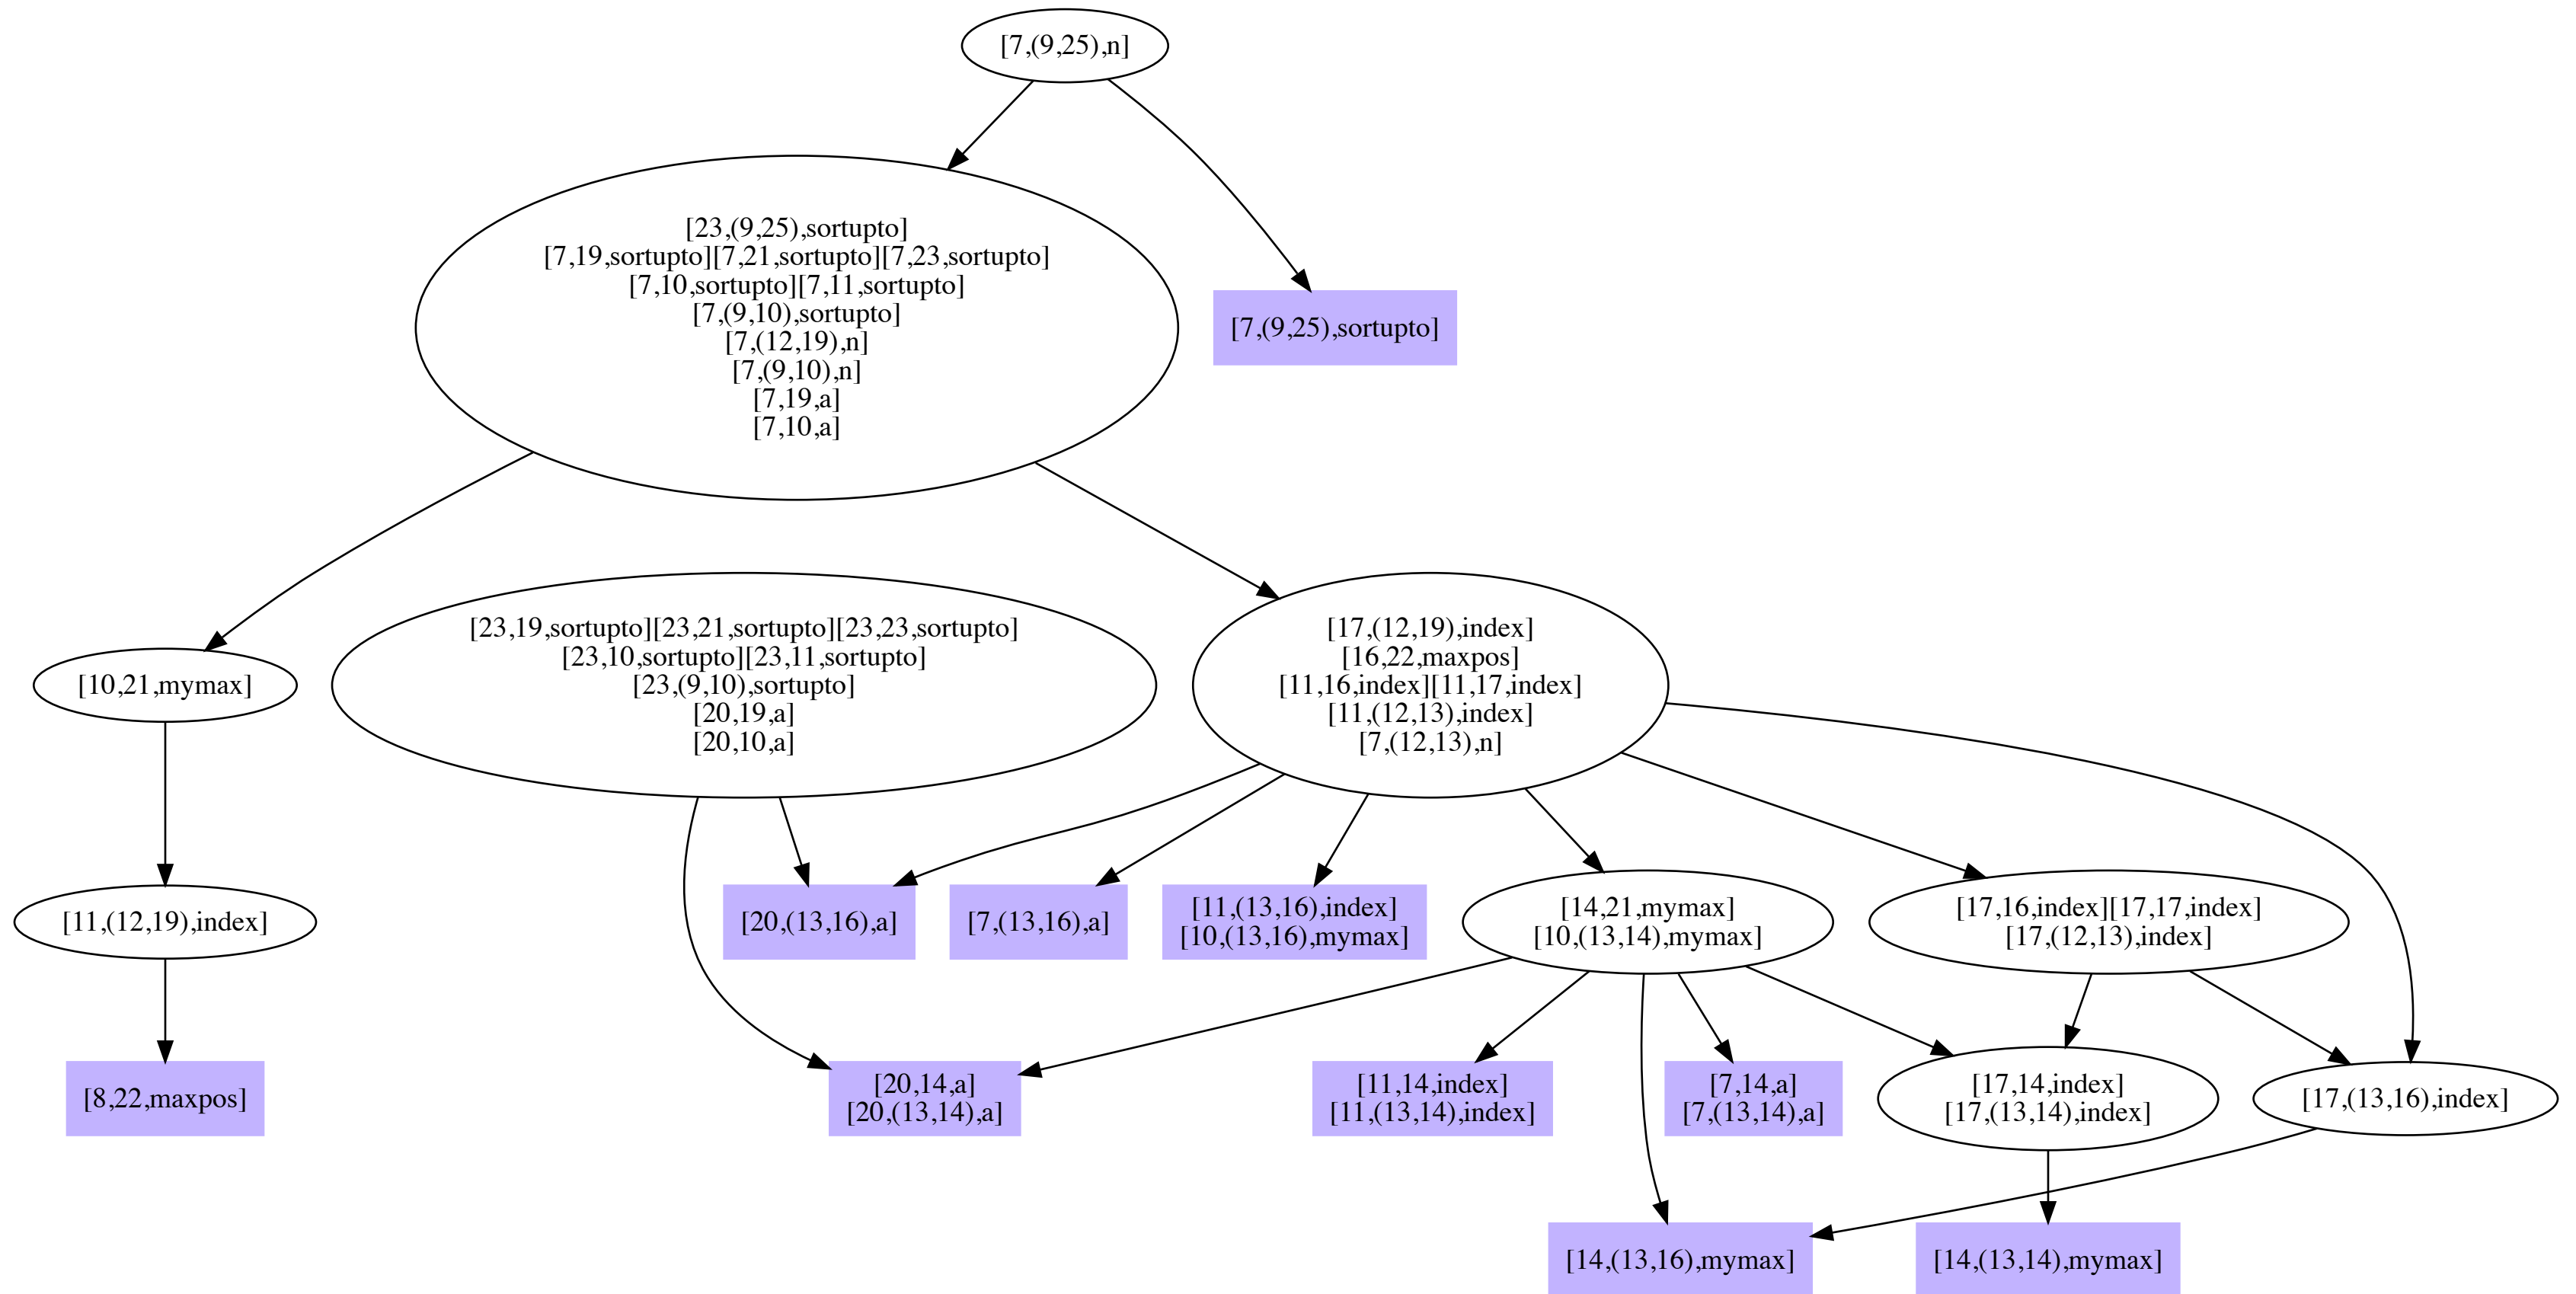 [7,(9,25),n]
[23,(9,25),sortupto]
[7,19,sortupto][7,21,sortupto][7,23,sortupto]
[7,10,sortupto][7,11,sortupto]
[7,(9,10),sortupto]
[7,(12,19),n]
[7,(9,10),n]
[7,19,a]
[7,10,a]
[7,(9,25),sortupto]
[10,21,mymax]
[23,19,sortupto][23,21,sortupto][23,23,sortupto]
[23,10,sortupto][23,11,sortupto]
[23,(9,10),sortupto]
[20,19,a]
[20,10,a]
[17,(12,19),index]
[16,22,maxpos]
[11,16,index][11,17,index]
[11,(12,13),index]
[7,(12,13),n]
[11,(12,19),index]
[20,(13,16),a]
[7,(13,16),a]
[11,(13,16),index]
[10,(13,16),mymax]
[14,21,mymax]
[10,(13,14),mymax]
[17,16,index][17,17,index]
[17,(12,13),index]
[8,22,maxpos]
[20,14,a]
[20,(13,14),a]
[11,14,index]
[11,(13,14),index]
[7,14,a]
[7,(13,14),a]
[17,14,index]
[17,(13,14),index]
[17,(13,16),index]
[14,(13,16),mymax]
[14,(13,14),mymax]